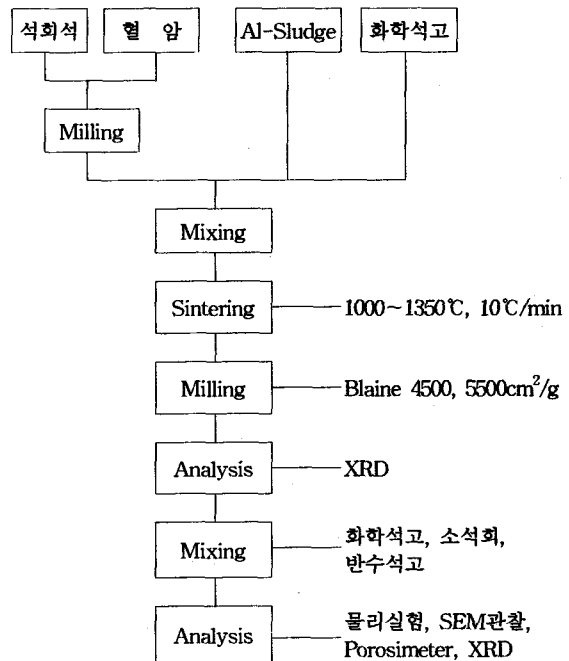 석회석 혈 암 Al-Sludge 화학석고
Milling
Mixing
Sintering 1000~1350℃, 10℃/min
Milling Blaine 4500, 5500cm²/g
Analysis XRD
Mixing 화학석고, 소석회,
반수석고
Analysis 물리실험, SEM관찰,
Porosimeter, XRD